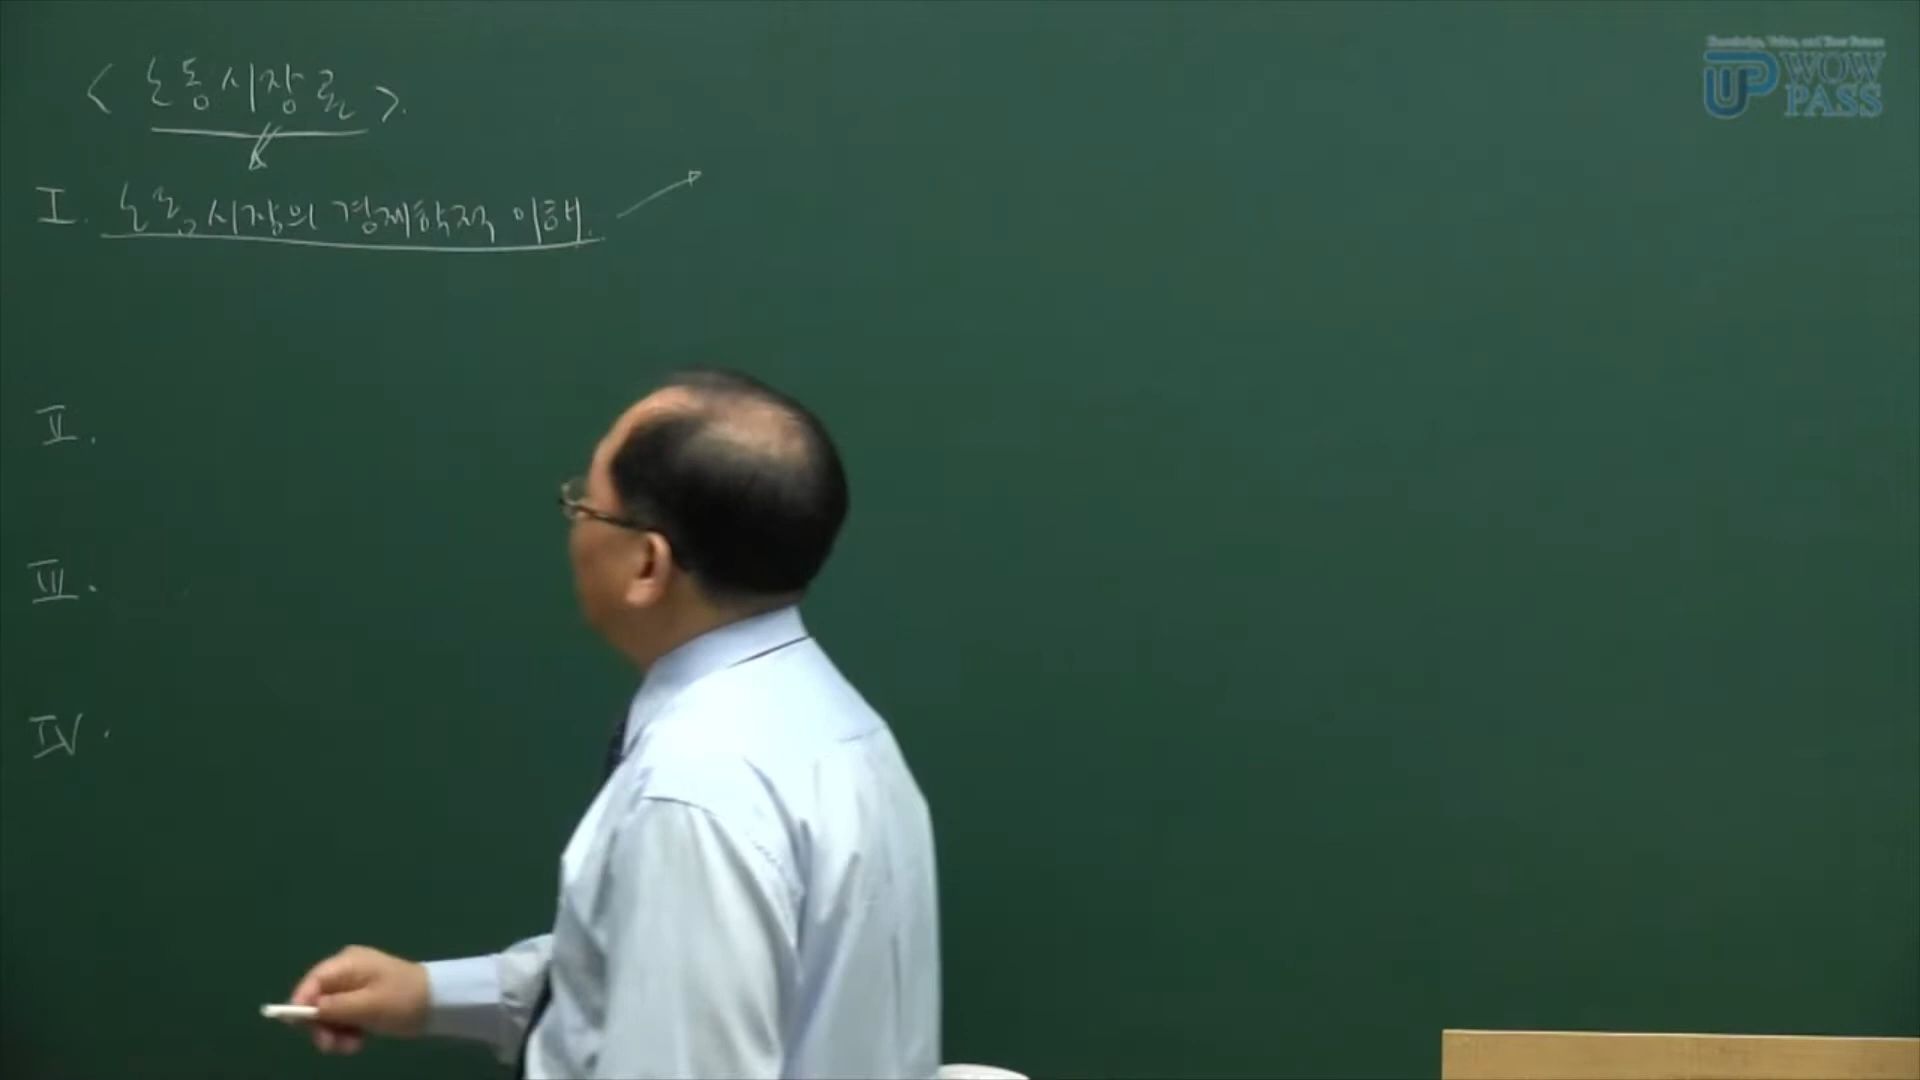 < 노동시장론 >.
I. 노동시장의 경제학적 이해.
II.
III.
IV.
UP WOW PASS